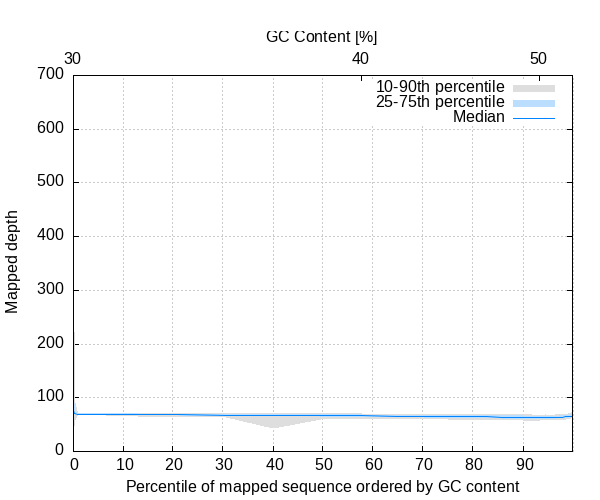 GC Content [%]
30 40 50
700
600
500
400
300
200
100
0
10-90th percentile
25-75th percentile
Median
Mapped depth
0 10 20 30 40 50 60 70 80 90
Percentile of mapped sequence ordered by GC content